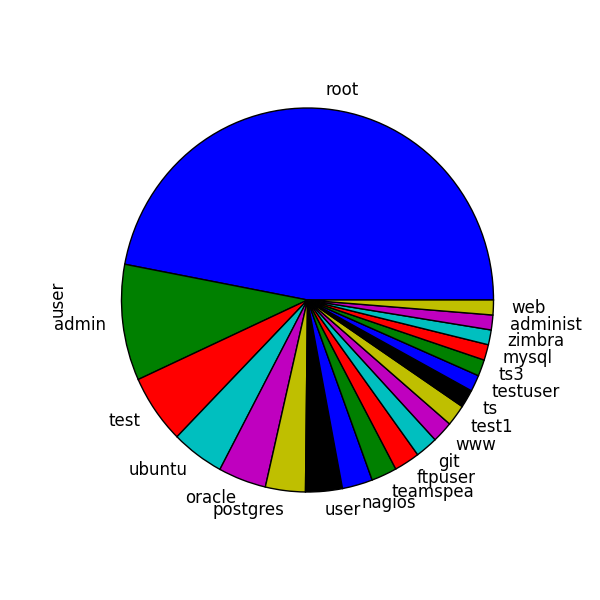 root
user
admin
test
ubuntu
oracle
postgres
user
nagios
teamspea
ftpuser
git
www
test1
ts
testuser
ts3
mysql
zimbra
administ
web